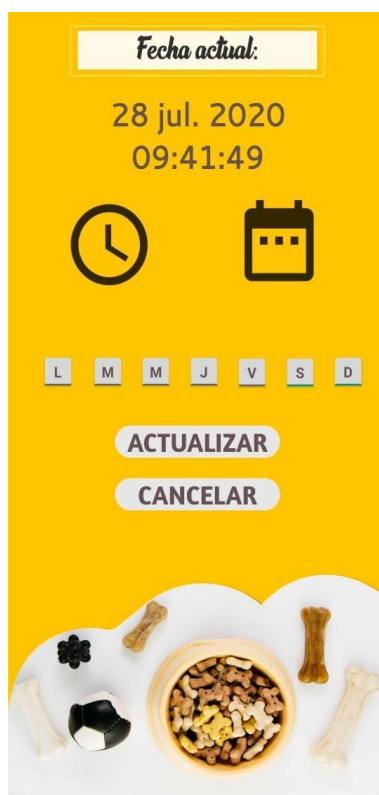 Fecha actual:
28 jul. 2020
09:41:49
L M M J V S D
ACTUALIZAR
CANCELAR